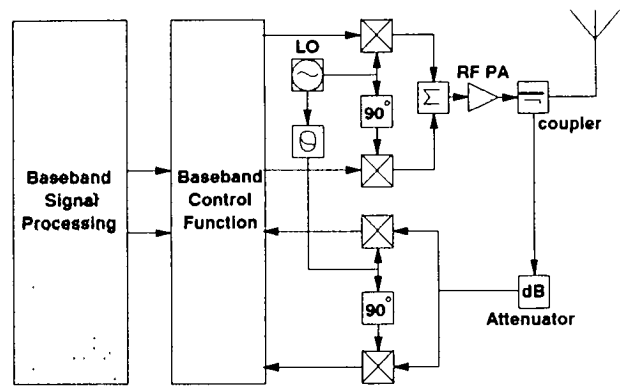 LO
RF PA
Σ
90°
θ
coupler
Baseband
Signal
Processing
Baseband
Control
Function
dB
90°
Attenuator